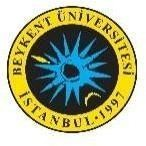 BEYKENT ÜNİVERSİTESİ
İSTANBUL • 1997